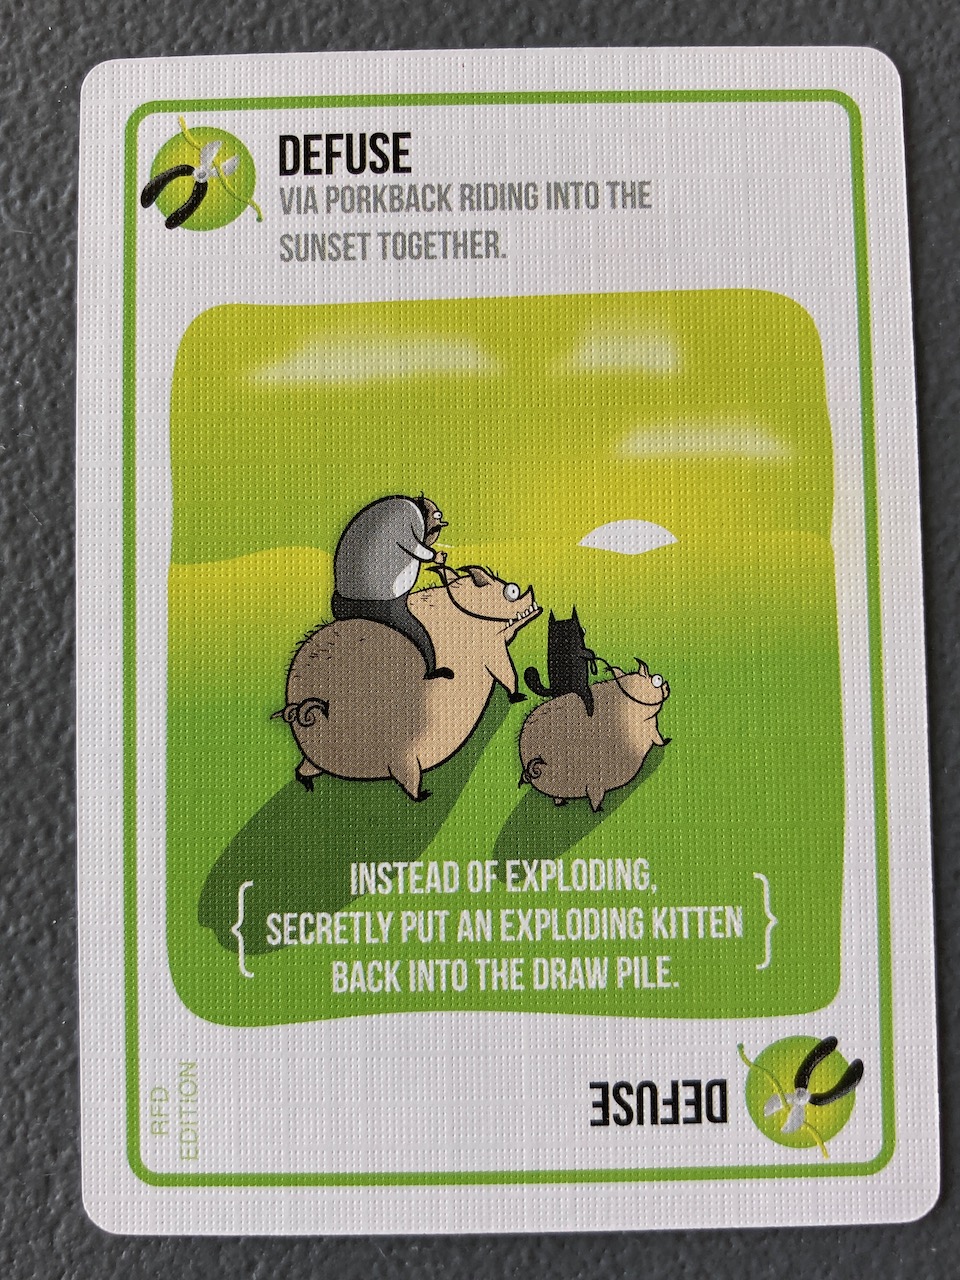 DEFUSE
VIA PORKBACK RIDING INTO THE
SUNSET TOGETHER.
{ INSTEAD OF EXPLODING,
SECRETLY PUT AN EXPLODING KITTEN
BACK INTO THE DRAW PILE. }
RFD
EDITION
DEFUSE